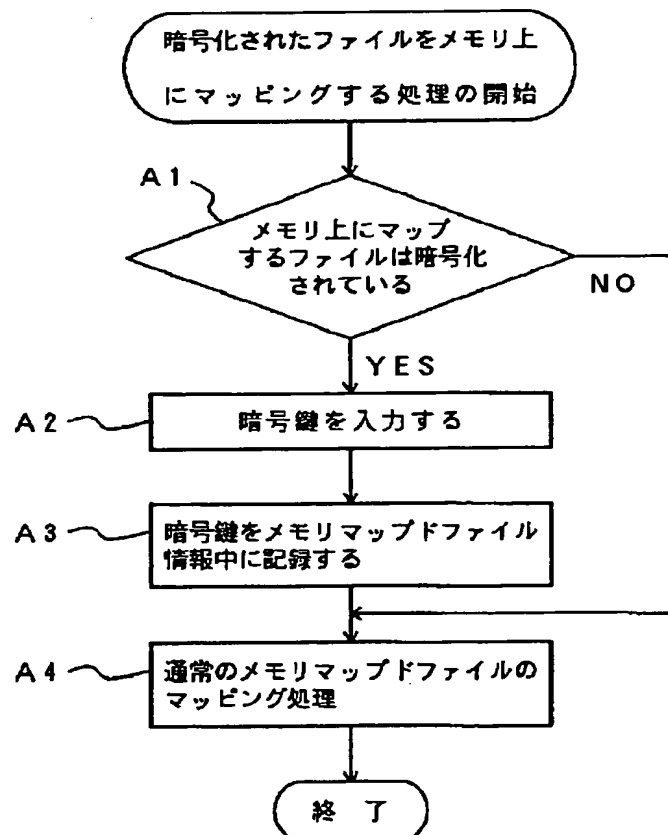 暗号化されたファイルをメモリ上
にマッピングする処理の開始
A1
メモリ上にマップ
するファイルは暗号化
されている
NO
YES
A2
暗号鍵を入力する
A3
暗号鍵をメモリマップドファイル
情報中に記録する
A4
通常のメモリマップドファイルの
マッピング処理
終了